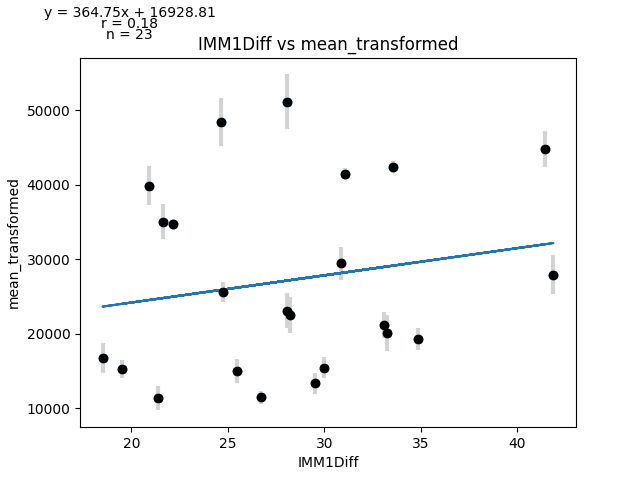 y = 364.75x + 16928.81
r = 0.18
n = 23
IMM1Diff vs mean_transformed
50000
40000
30000
20000
10000
mean_transformed
20 25 30 35 40
IMM1Diff